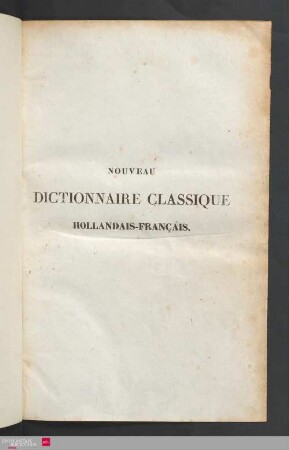 NOUVEAU
DICTIONNAIRE CLASSIQUE
HOLLANDAIS-FRANÇAIS.